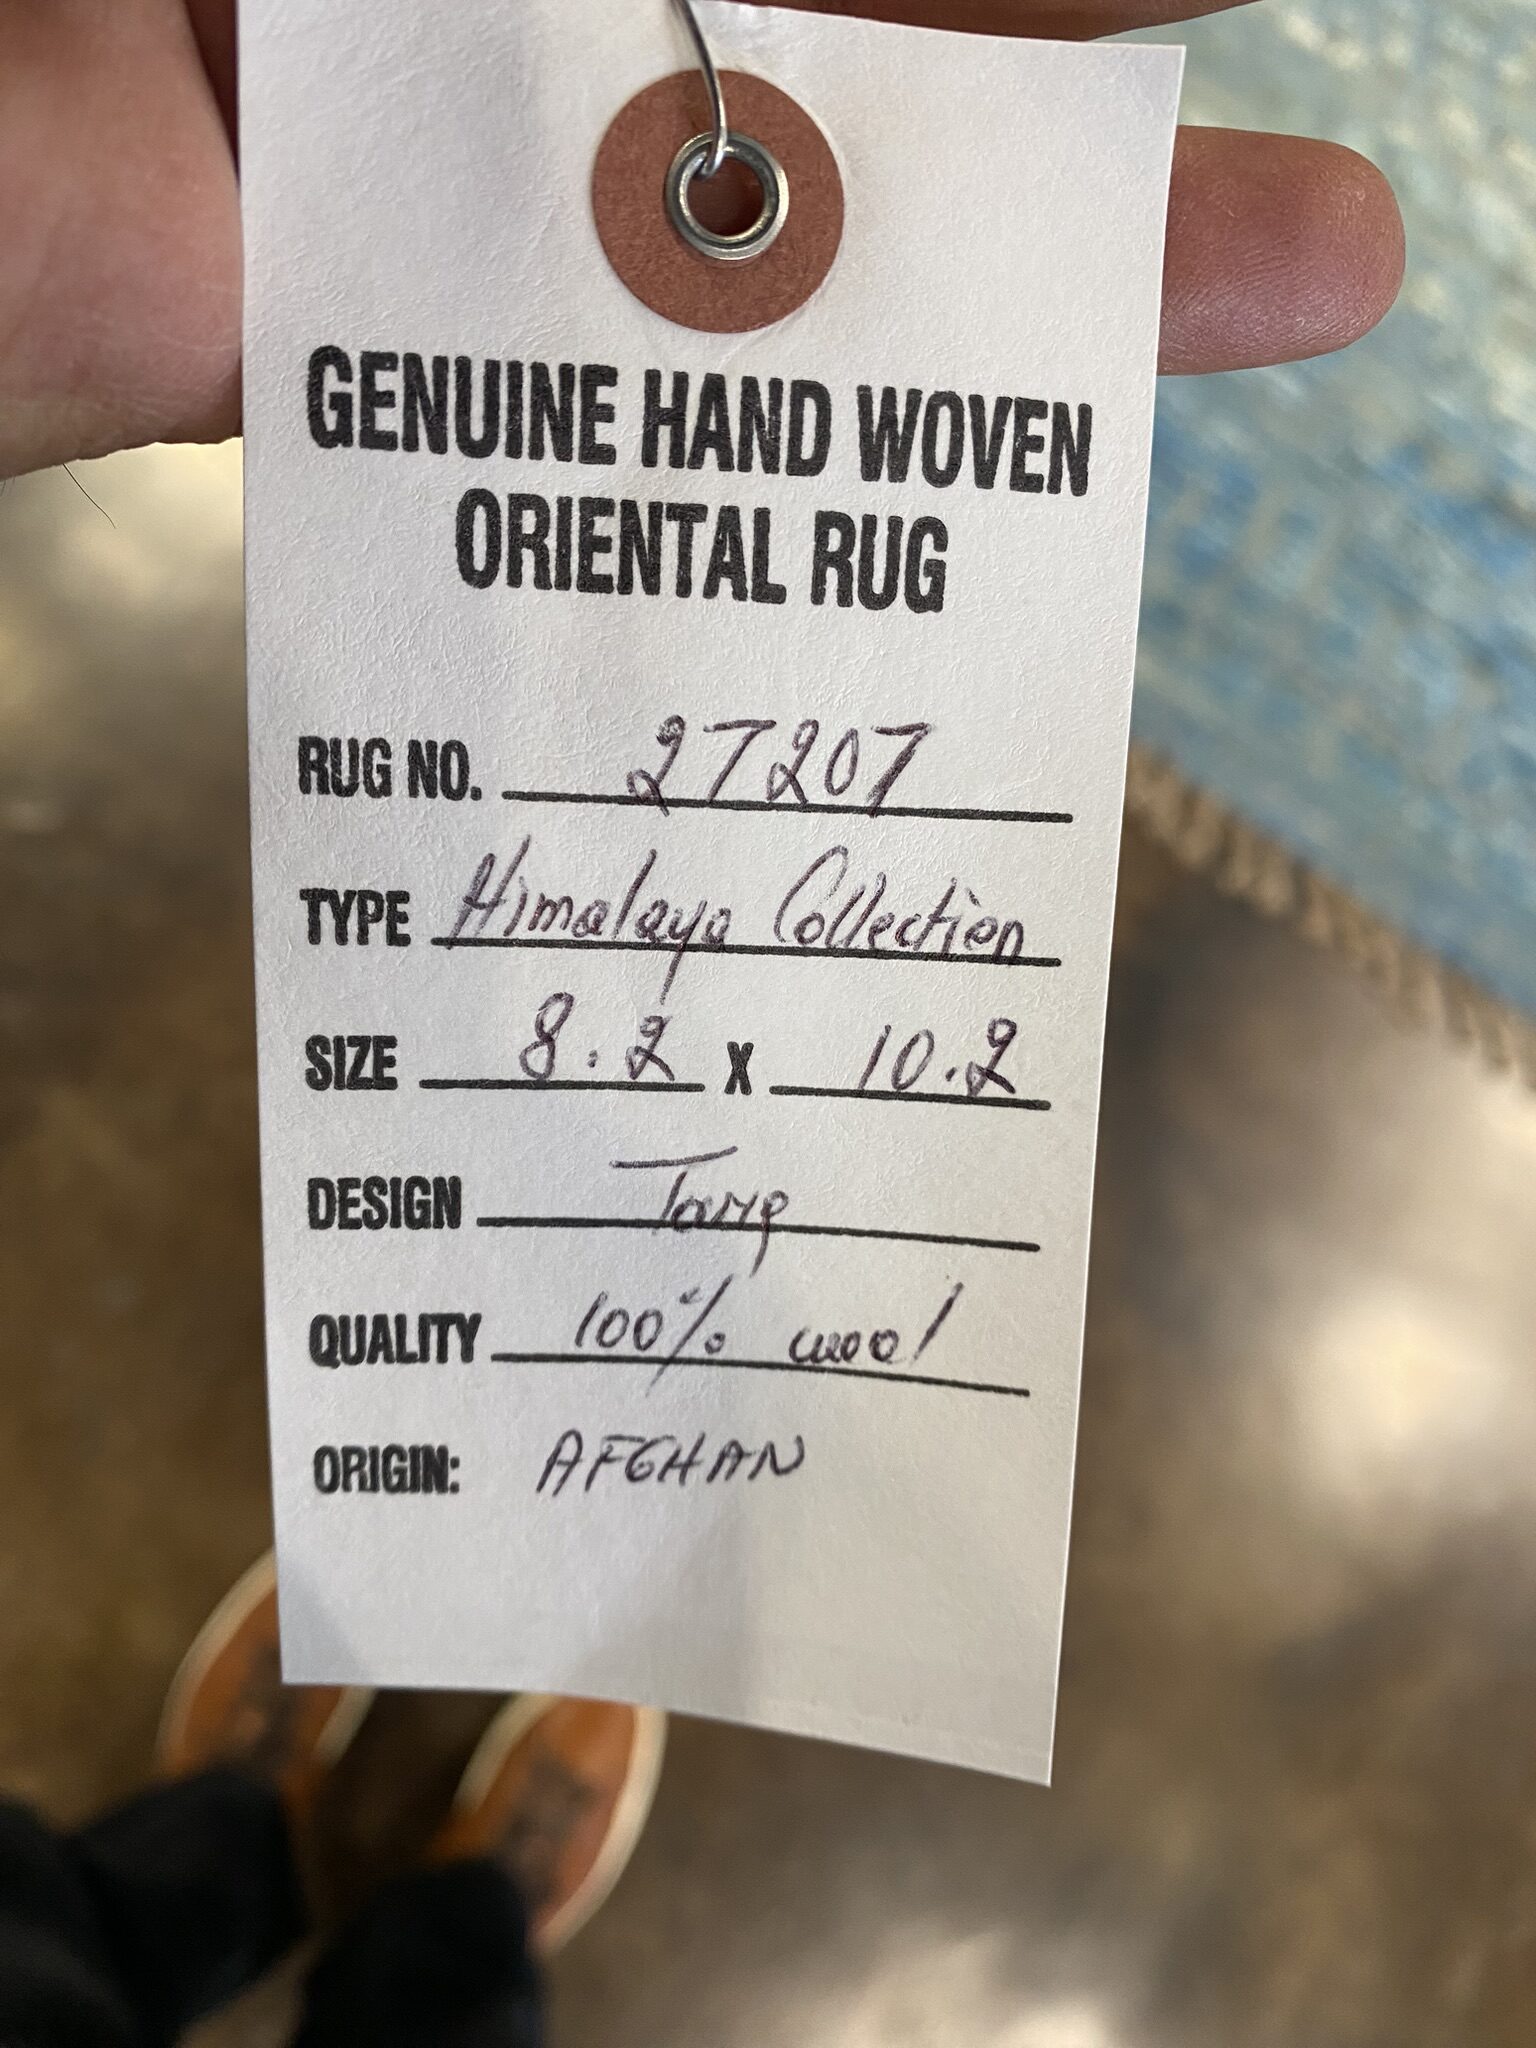 GENUINE HAND WOVEN
ORIENTAL RUG
RUG NO. 27207
TYPE Himalaya Collection
SIZE 8.2 X 10.2
DESIGN
QUALITY 100% wool
ORIGIN: AFGHAN